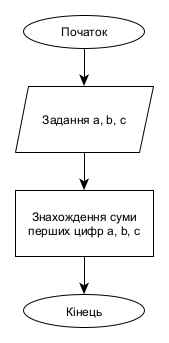 Початок
Задання a, b, c
Знаходження суми
перших цифр a, b, c
Кінець